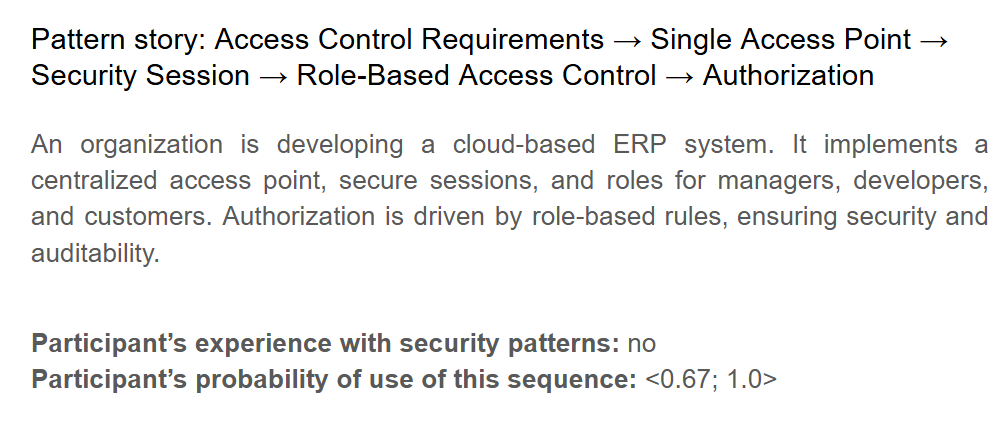 Pattern story: Access Control Requirements → Single Access Point →
Security Session → Role-Based Access Control → Authorization
An organization is developing a cloud-based ERP system. It implements a
centralized access point, secure sessions, and roles for managers, developers,
and customers. Authorization is driven by role-based rules, ensuring security and
auditability.
Participant’s experience with security patterns: no
Participant’s probability of use of this sequence: <0.67; 1.0>